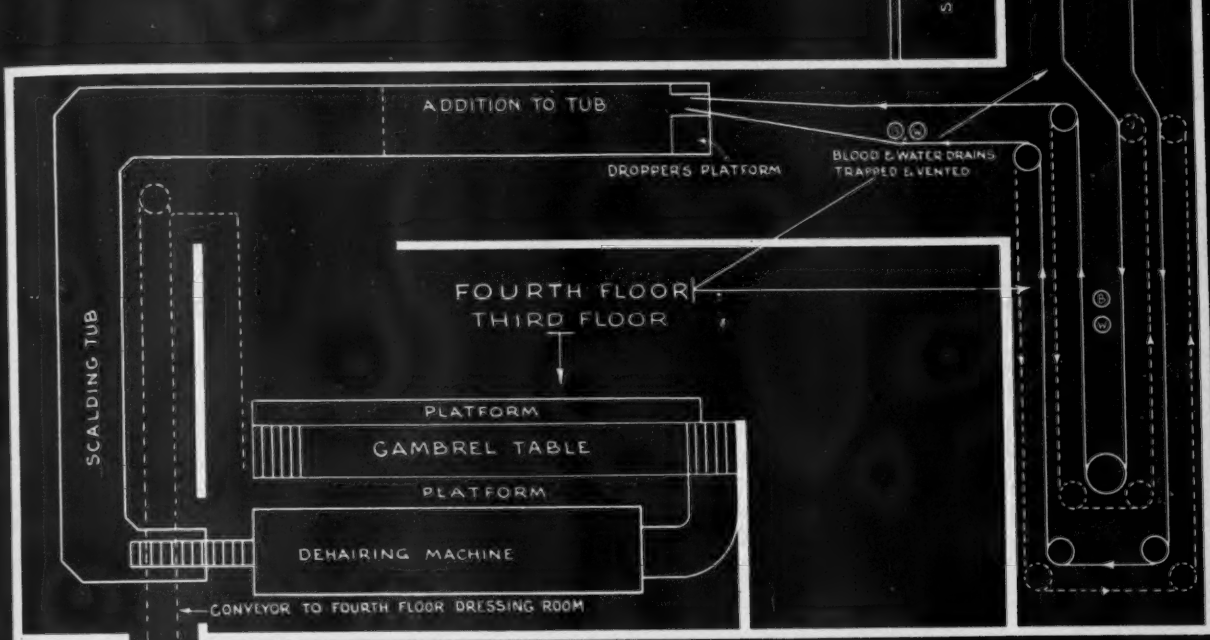 S
ADDITION TO TUB
DROPPERS PLATFORM
BLOOD & WATER DRAINS
TRAPPED & VENTED
FOURTH FLOOR
THIRD FLOOR
B
W
SCALDING TUB
PLATFORM
GAMBREL TABLE
PLATFORM
DEHAIRING MACHINE
CONVEYOR TO FOURTH FLOOR DRESSING ROOM